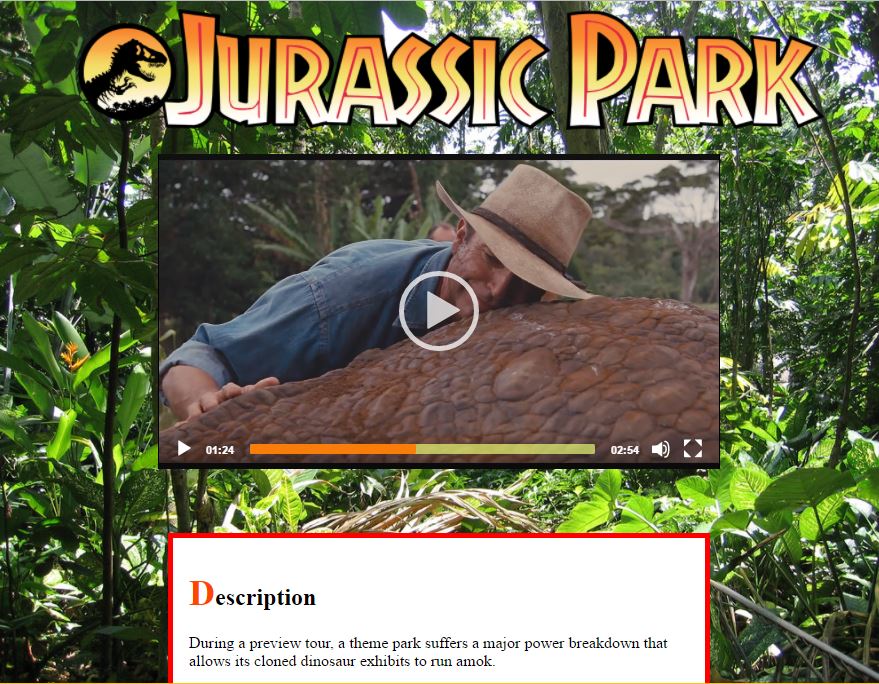 JURASSIC PARK
01:24 02:54
Description
During a preview tour, a theme park suffers a major power breakdown that
allows its cloned dinosaur exhibits to run amok.